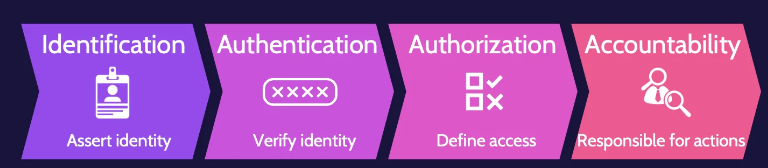 Identification
Authentication
Authorization
Accountability
××××
Assert identity
Verify identity
Define access
Responsible for actions